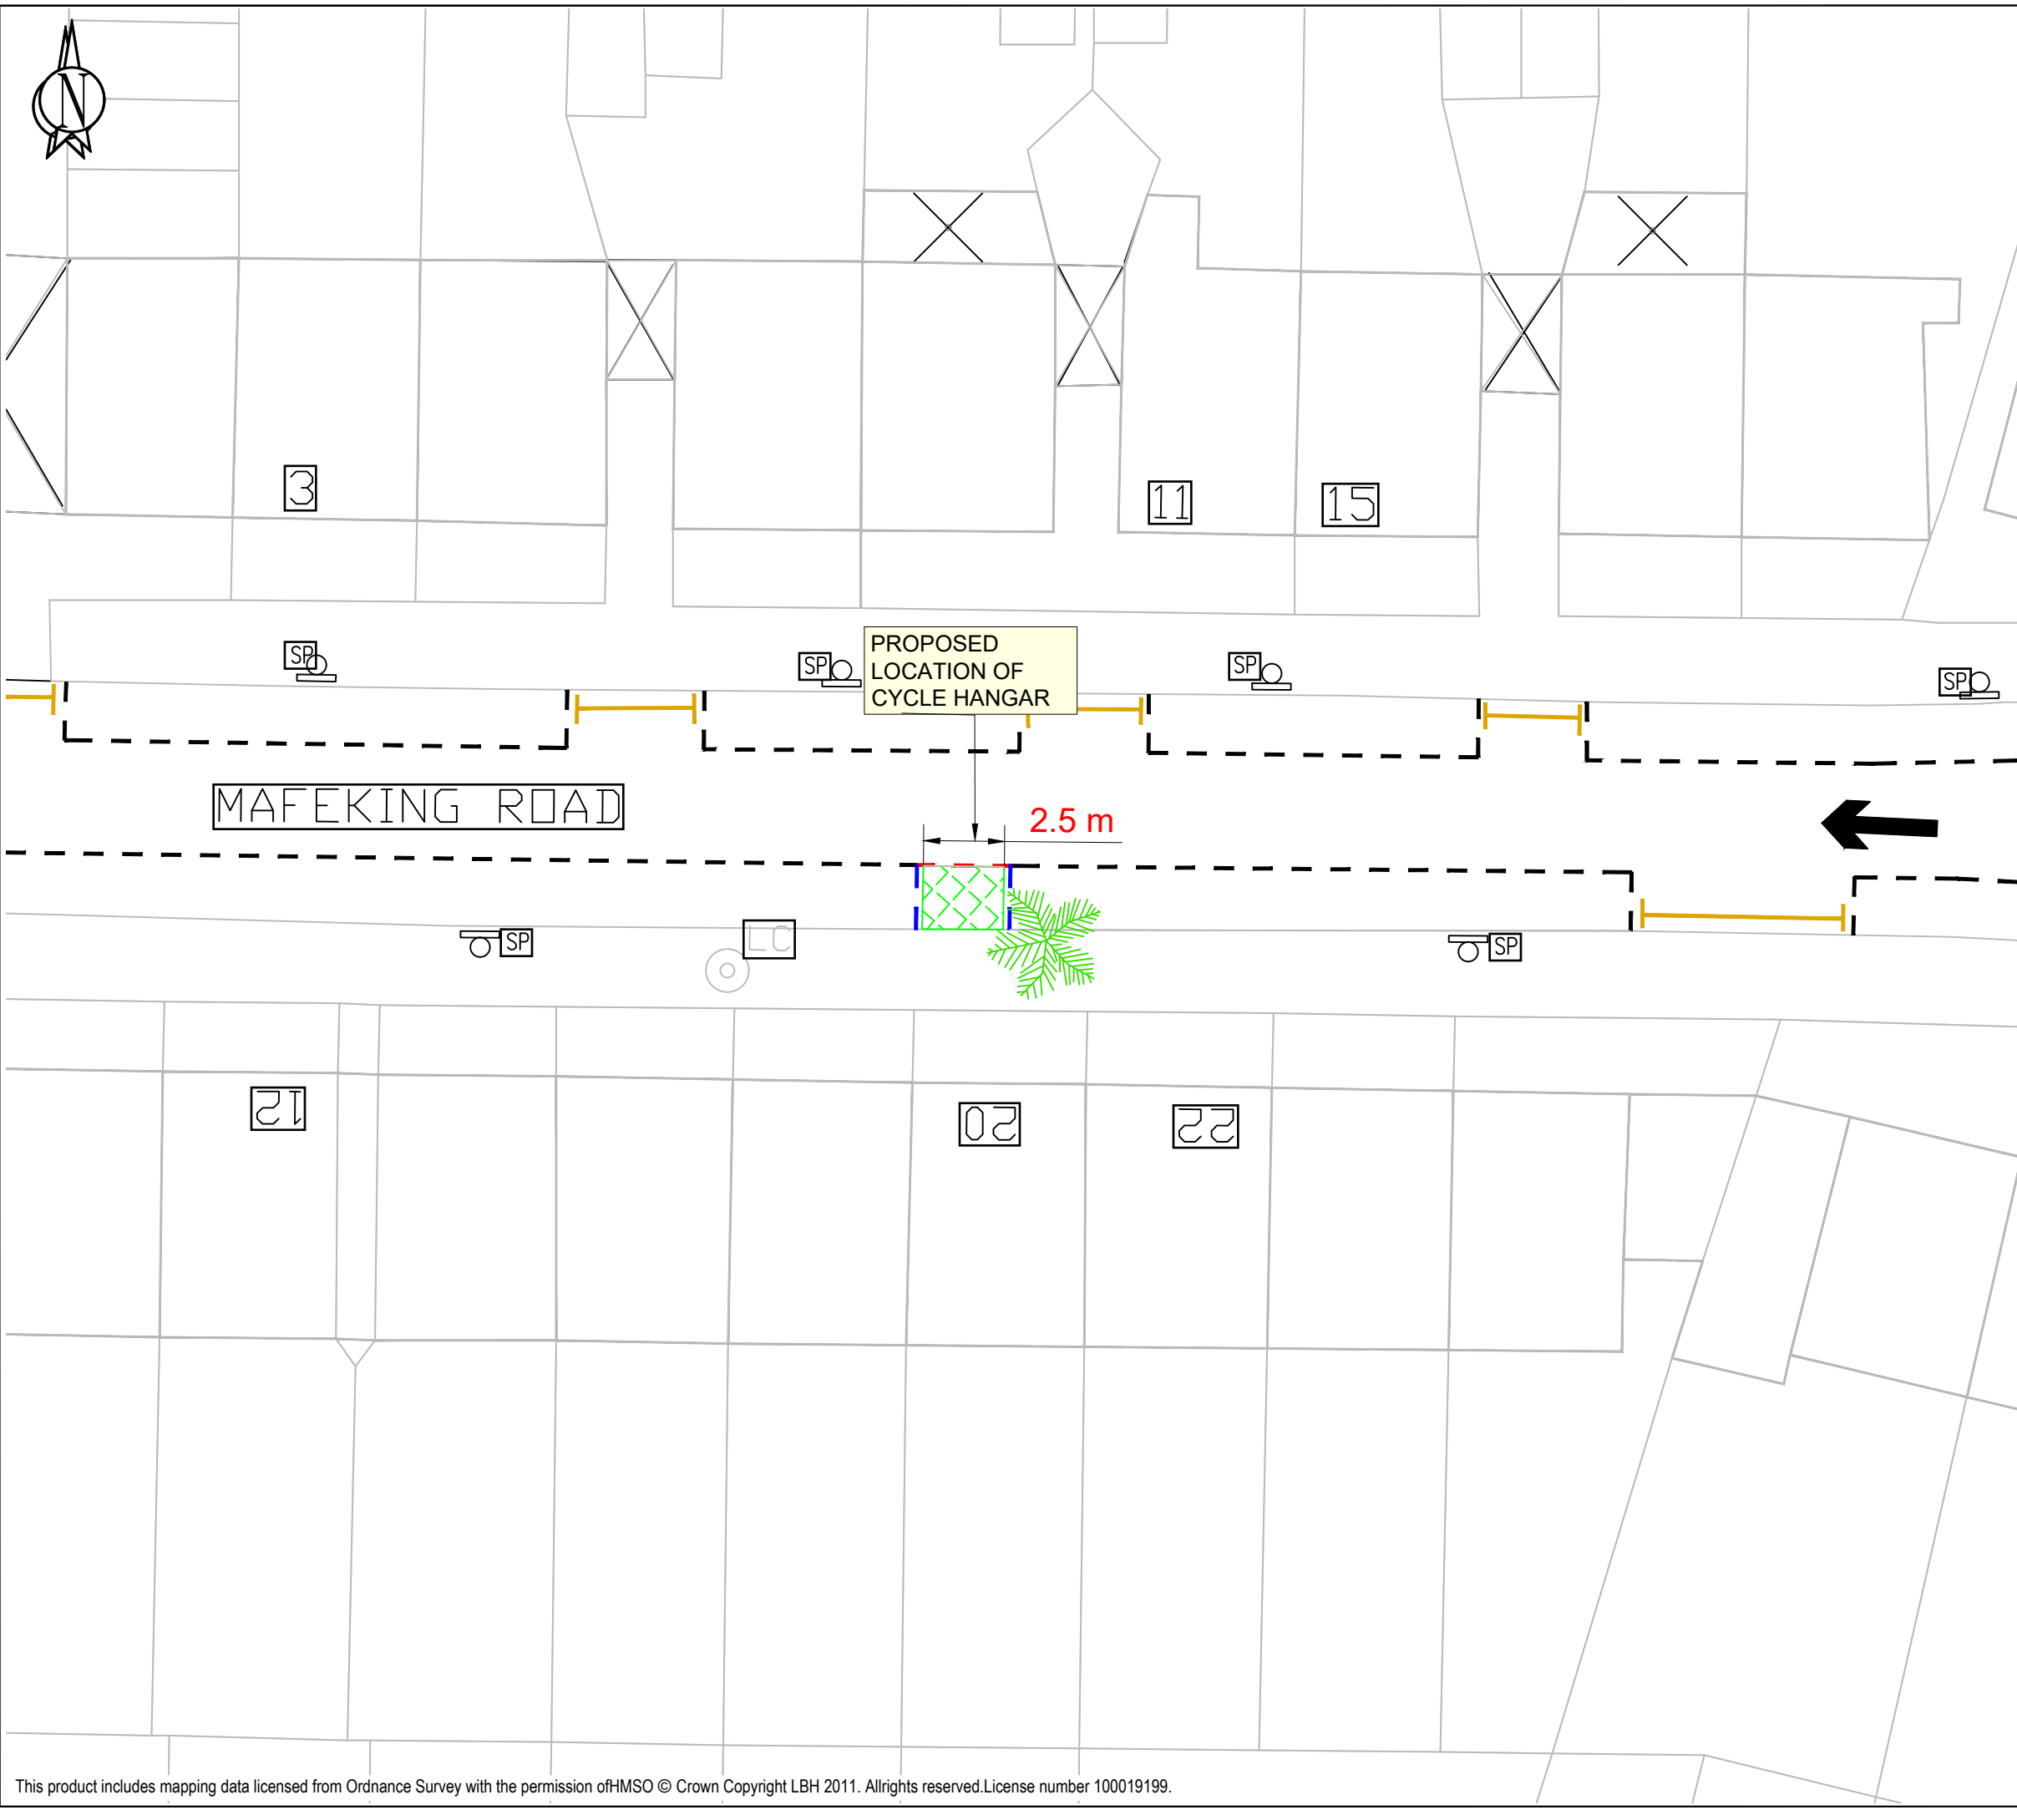 N
3
11
15
SP
SP
SP
SP
PROPOSED
LOCATION OF
CYCLE HANGAR
MAFEKING ROAD
2.5 m
SP
LC
SP
12
20
22
This product includes mapping data licensed from Ordnance Survey with the permission ofHMSO © Crown Copyright LBH 2011. Allrights reserved.License number 100019199.